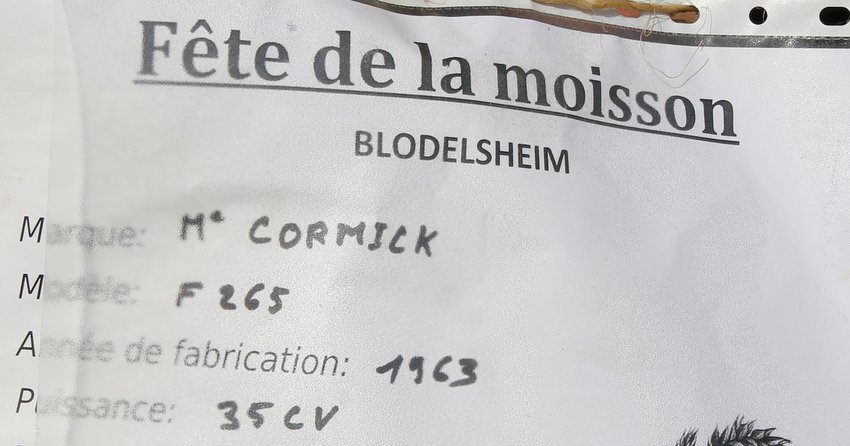 Fête de la moisson
BLODELSHEIM
Marque: Mc CORMICK
Modèle: F 265
Année de fabrication: 1963
Puissance: 35 CV